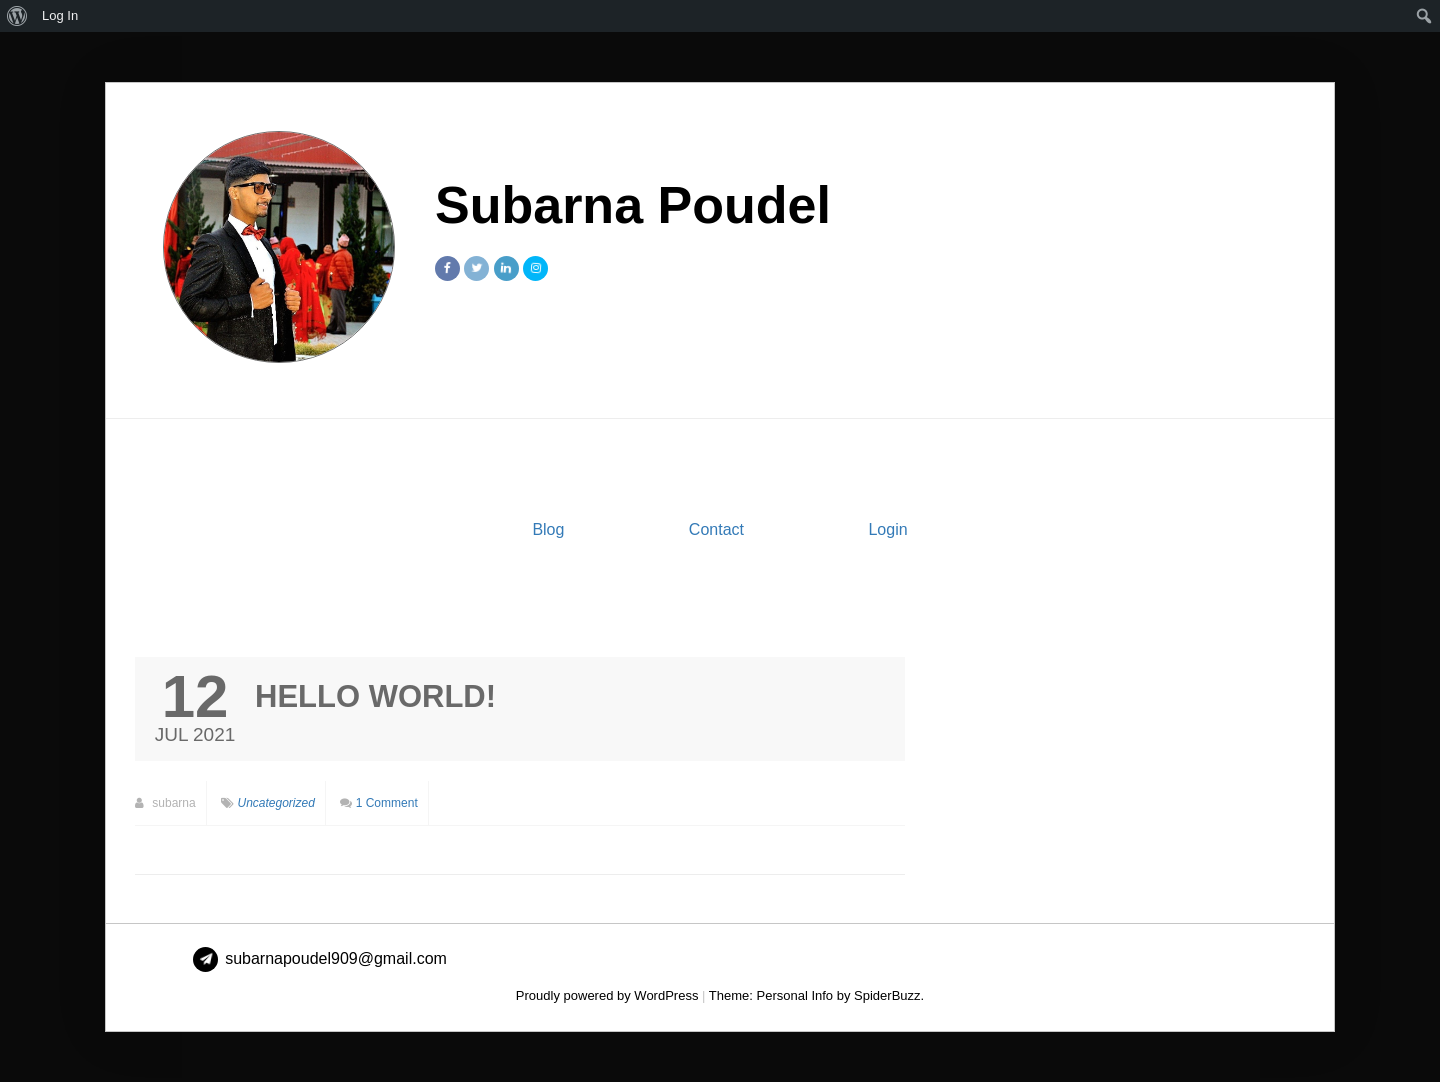 Log In
Subarna Poudel
Blog Contact Login
12 HELLO WORLD!
JUL 2021
subarna Uncategorized 1 Comment
subarnapoudel909@gmail.com
Proudly powered by WordPress | Theme: Personal Info by SpiderBuzz.